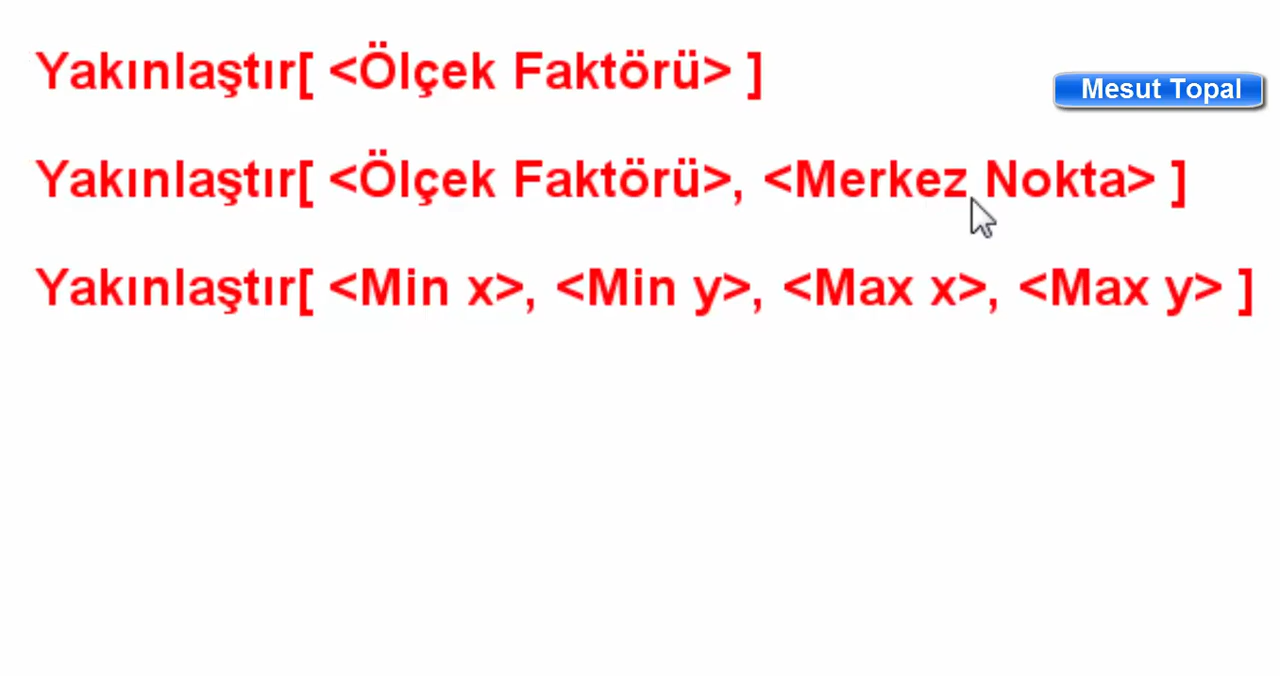 Yakınlaştır[ <Ölçek Faktörü> ]
Mesut Topal
Yakınlaştır[ <Ölçek Faktörü>, <Merkez Nokta> ]
Yakınlaştır[ <Min x>, <Min y>, <Max x>, <Max y> ]